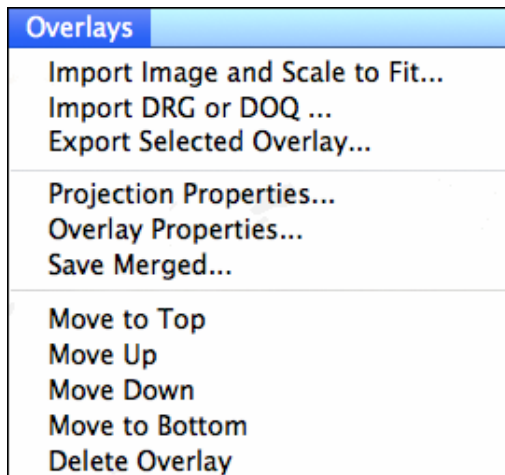 Overlays
Import Image and Scale to Fit...
Import DRG or DOQ ...
Export Selected Overlay...
Projection Properties...
Overlay Properties...
Save Merged...
Move to Top
Move Up
Move Down
Move to Bottom
Delete Overlay